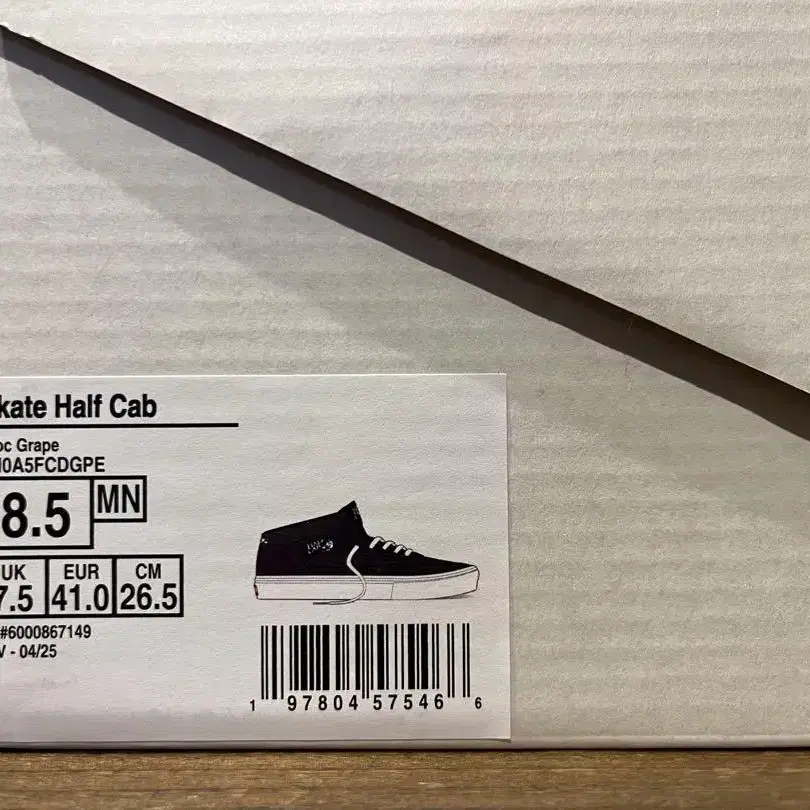 kate Half Cab
oc Grape
I0A5FCDGPE
8.5 MN
UK EUR CM
7.5 41.0 26.5
#6000867149
V - 04/25
1 97804 57546 6